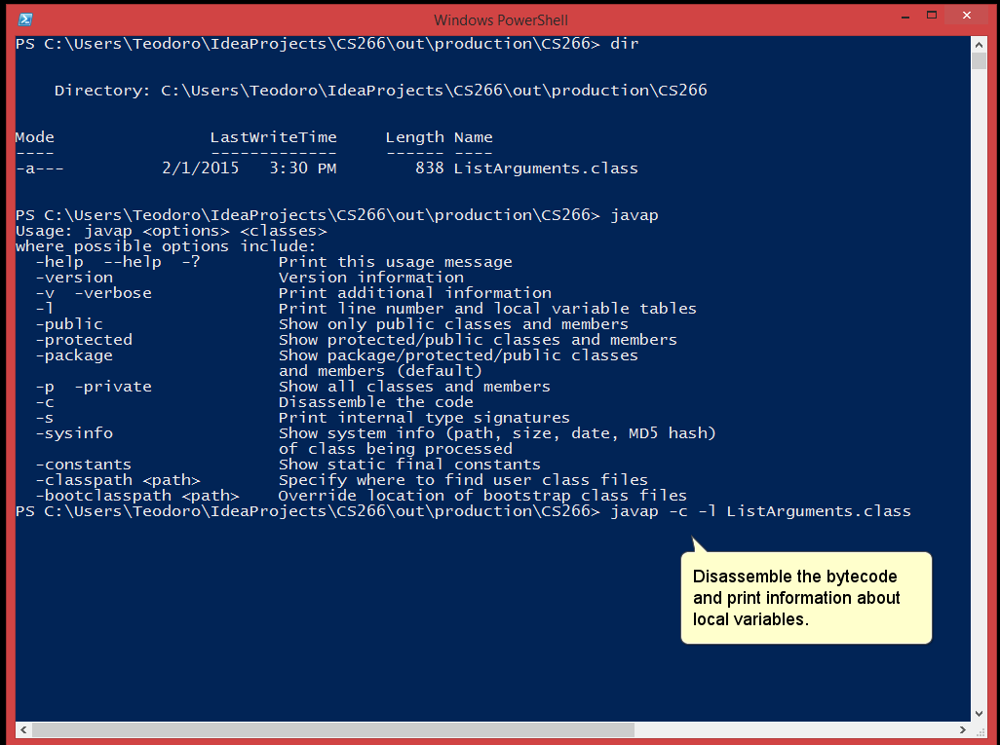 Windows PowerShell
PS C:\Users\Teodoro\IdeaProjects\CS266\out\production\CS266> dir
Directory: C:\Users\Teodoro\IdeaProjects\CS266\out\production\CS266
Mode                LastWriteTime     Length Name
----                -------------     ------ ----
-a---          2/1/2015   3:30 PM        838 ListArguments.class
PS C:\Users\Teodoro\IdeaProjects\CS266\out\production\CS266> javap
Usage: javap <options> <classes>
where possible options include:
  -help  --help  -?        Print this usage message
  -version                 Version information
  -v  -verbose             Print additional information
  -l                       Print line number and local variable tables
  -public                  Show only public classes and members
  -protected               Show protected/public classes and members
  -package                 Show package/protected/public classes
                           and members (default)
  -p  -private             Show all classes and members
  -c                       Disassemble the code
  -s                       Print internal type signatures
  -sysinfo                 Show system info (path, size, date, MD5 hash)
                           of class being processed
  -constants               Show static final constants
  -classpath <path>        Specify where to find user class files
  -bootclasspath <path>    Override location of bootstrap class files
PS C:\Users\Teodoro\IdeaProjects\CS266\out\production\CS266> javap -c -l ListArguments.class
Disassemble the bytecode
and print information about
local variables.